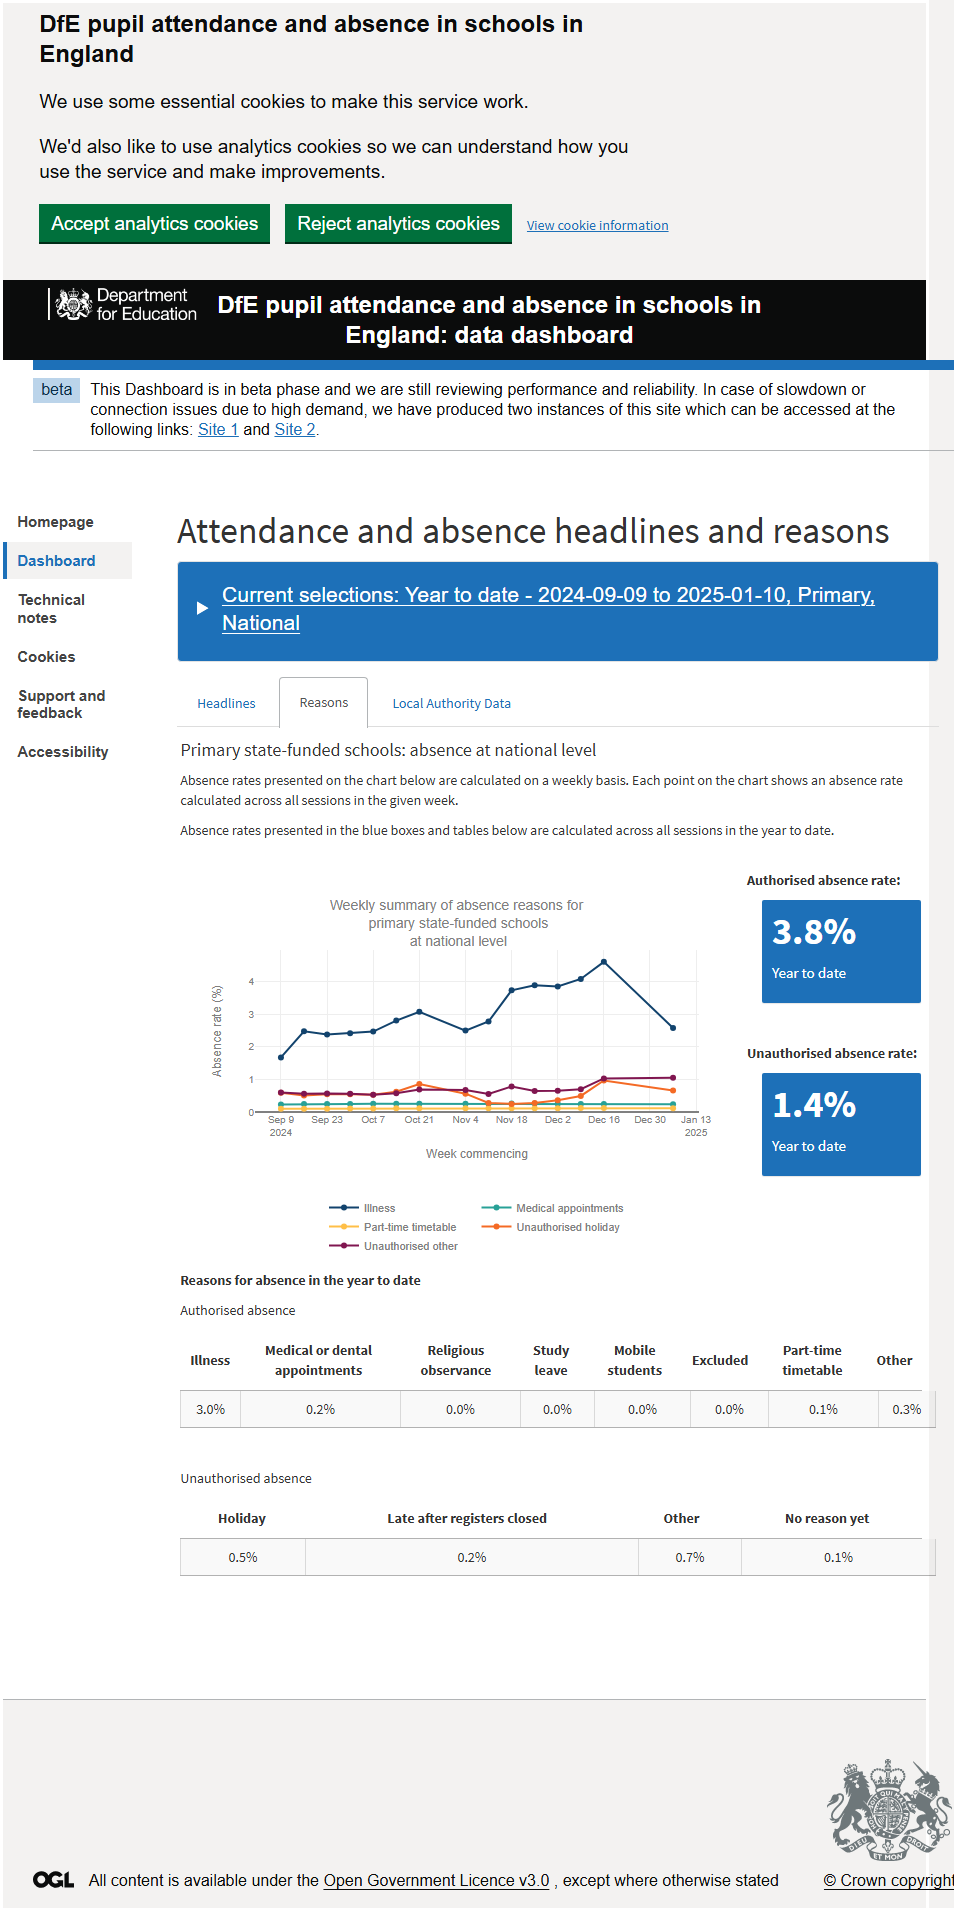 DfE pupil attendance and absence in schools in
England
We use some essential cookies to make this service work.
We'd also like to use analytics cookies so we can understand how you
use the service and make improvements.
Accept analytics cookies
Reject analytics cookies
View cookie information
Department
for Education
DfE pupil attendance and absence in schools in
England: data dashboard
beta
This Dashboard is in beta phase and we are still reviewing performance and reliability. In case of slowdown or
connection issues due to high demand, we have produced two instances of this site which can be accessed at the
following links: Site 1 and Site 2.
Homepage
Dashboard
Technical
notes
Cookies
Support and
feedback
Accessibility
Attendance and absence headlines and reasons
Current selections: Year to date - 2024-09-09 to 2025-01-10, Primary,
National
Headlines
Reasons
Local Authority Data
Primary state-funded schools: absence at national level
Absence rates presented on the chart below are calculated on a weekly basis. Each point on the chart shows an absence rate
calculated across all sessions in the given week.
Absence rates presented in the blue boxes and tables below are calculated across all sessions in the year to date.
Weekly summary of absence reasons for
primary state-funded schools
at national level
Absence rate (%)
4
3
2
1
0
Sep 9
2024
Sep 23
Oct 7
Oct 21
Nov 4
Nov 18
Dec 2
Dec 16
Dec 30
Jan 13
2025
Week commencing
Illness
Medical appointments
Part-time timetable
Unauthorised holiday
Unauthorised other
Authorised absence rate:
3.8%
Year to date
Unauthorised absence rate:
1.4%
Year to date
Reasons for absence in the year to date
Authorised absence
Illness
Medical or dental
appointments
Religious
observance
Study
leave
Mobile
students
Excluded
Part-time
timetable
Other
3.0%
0.2%
0.0%
0.0%
0.0%
0.0%
0.1%
0.3%
Unauthorised absence
Holiday
Late after registers closed
Other
No reason yet
0.5%
0.2%
0.7%
0.1%
DIEU ET MON DROIT
OGL
All content is available under the Open Government Licence v3.0 , except where otherwise stated
© Crown copyright